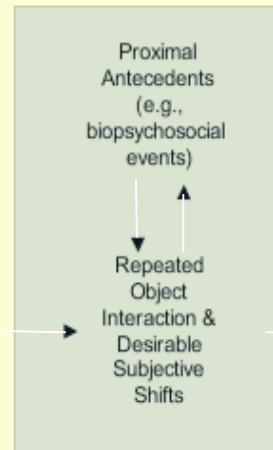 Proximal
Antecedents
(e.g.,
biopsychosocial
events)
Repeated
Object
Interaction &
Desirable
Subjective
Shifts